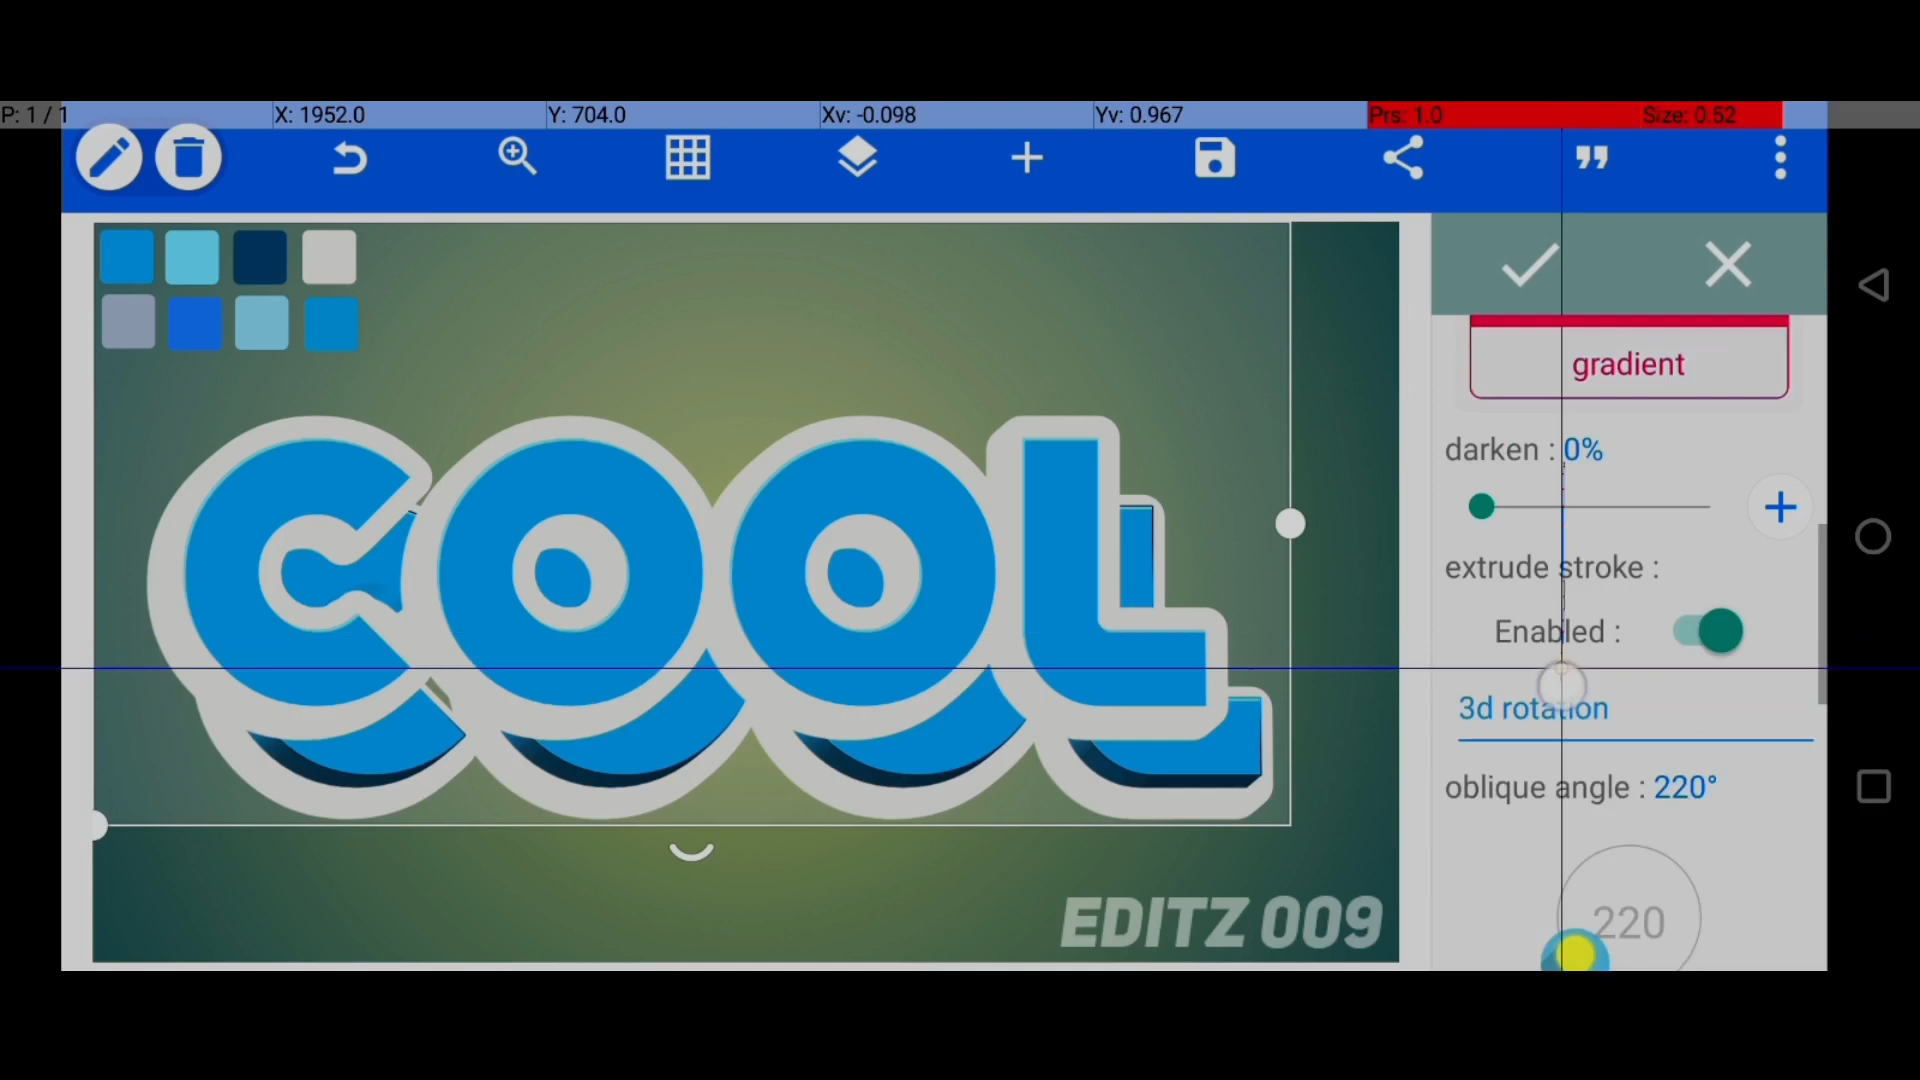 P: 1 / 1 X: 1952.0 Y: 704.0 Xv: -0.098 Yv: 0.967 Prs: 1.0 Size: 0.52
gradient
darken : 0%
extrude stroke :
Enabled :
3d rotation
oblique angle : 220°
220
COOL
EDITZ 009